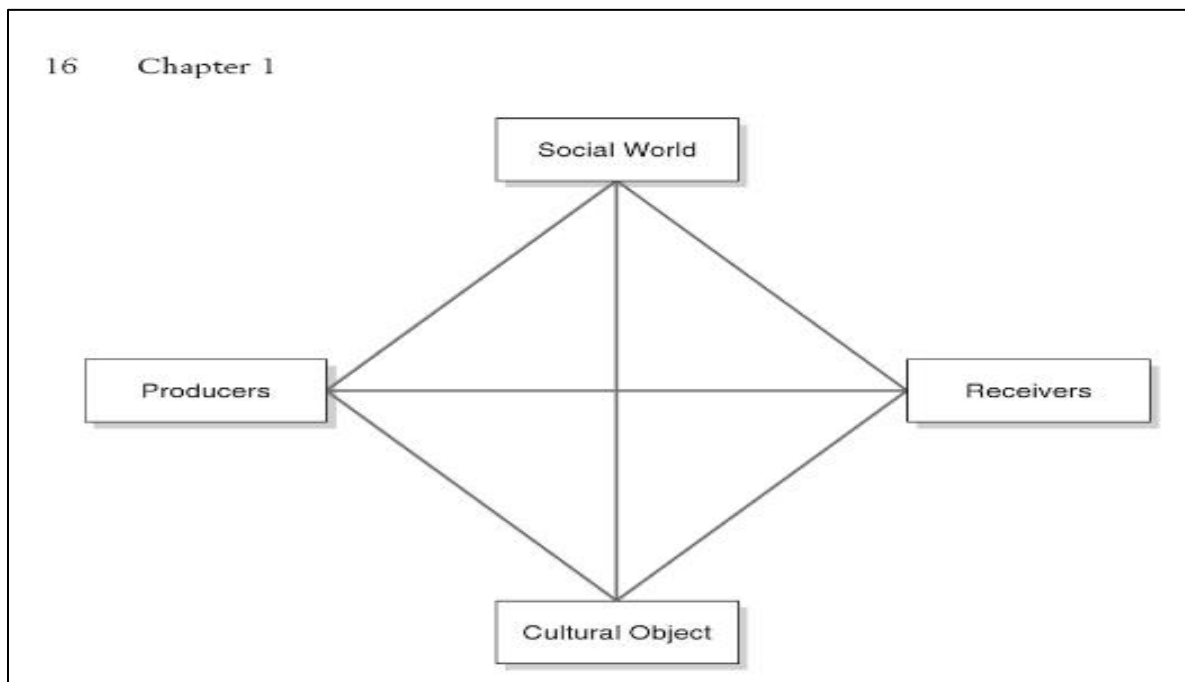 16 Chapter 1
Social World
Producers
Receivers
Cultural Object